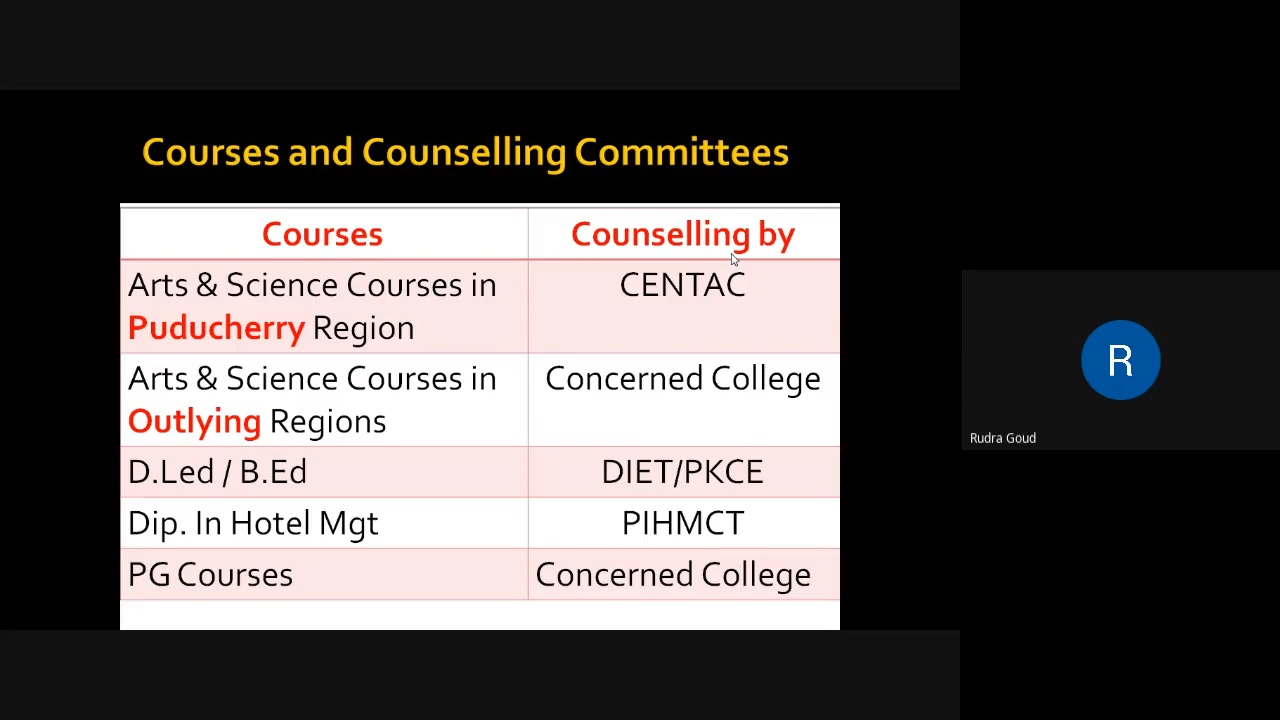 Courses and Counselling Committees
Courses
Counselling by
Arts & Science Courses in
Puducherry Region
CENTAC
Arts & Science Courses in
Outlying Regions
Concerned College
D.Led / B.Ed
DIET/PKCE
Dip. In Hotel Mgt
PIHMCT
PG Courses
Concerned College
R
Rudra Goud